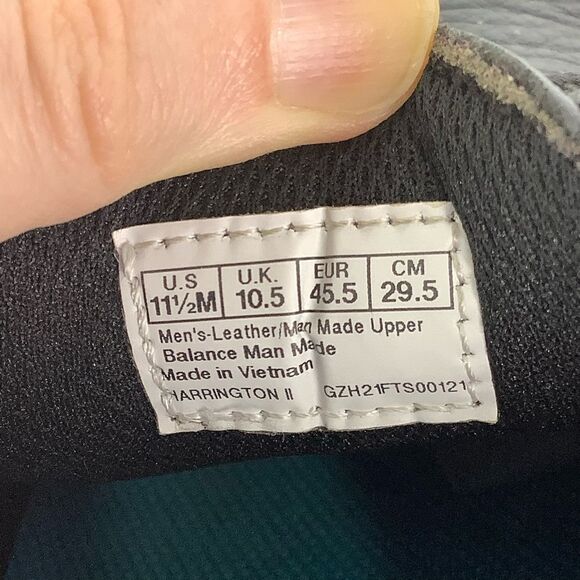 U.S U.K. EUR CM
11½M 10.5 45.5 29.5
Men's-Leather/Man Made Upper
Balance Man Made
Made in Vietnam
HARRINGTON II GZH21FTS00121